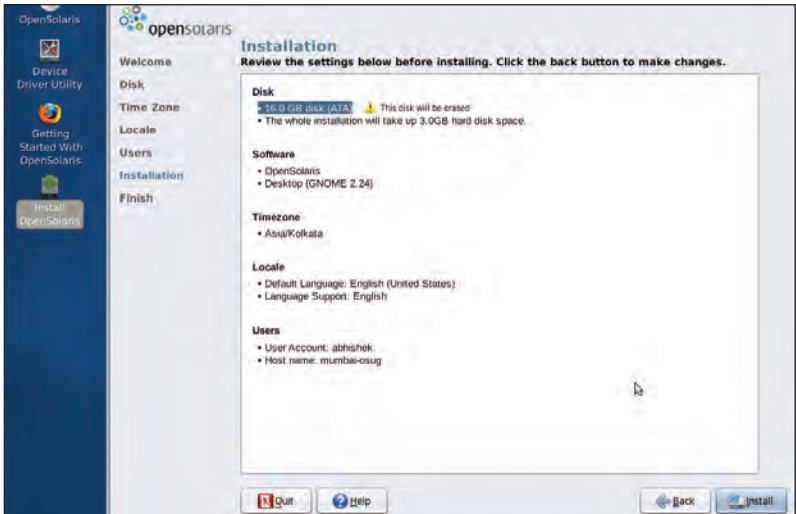 OpenSolaris
Device
Driver Utility
Getting
Started With
OpenSolaris
Install
OpenSolaris
opensolaris
Welcome
Disk
Time Zone
Locale
Users
Installation
Finish
Installation
Review the settings below before installing. Click the back button to make changes.
Disk
• 16.0 GB disk (ATA) This disk will be erased
• The whole installation will take up 3.0GB hard disk space.
Software
• OpenSolaris
• Desktop (GNOME 2.24)
Timezone
• Asia/Kolkata
Locale
• Default Language: English (United States)
• Language Support: English
Users
• User Account: abhishek
• Host name: mumbai-osug
Quit Help Back Install